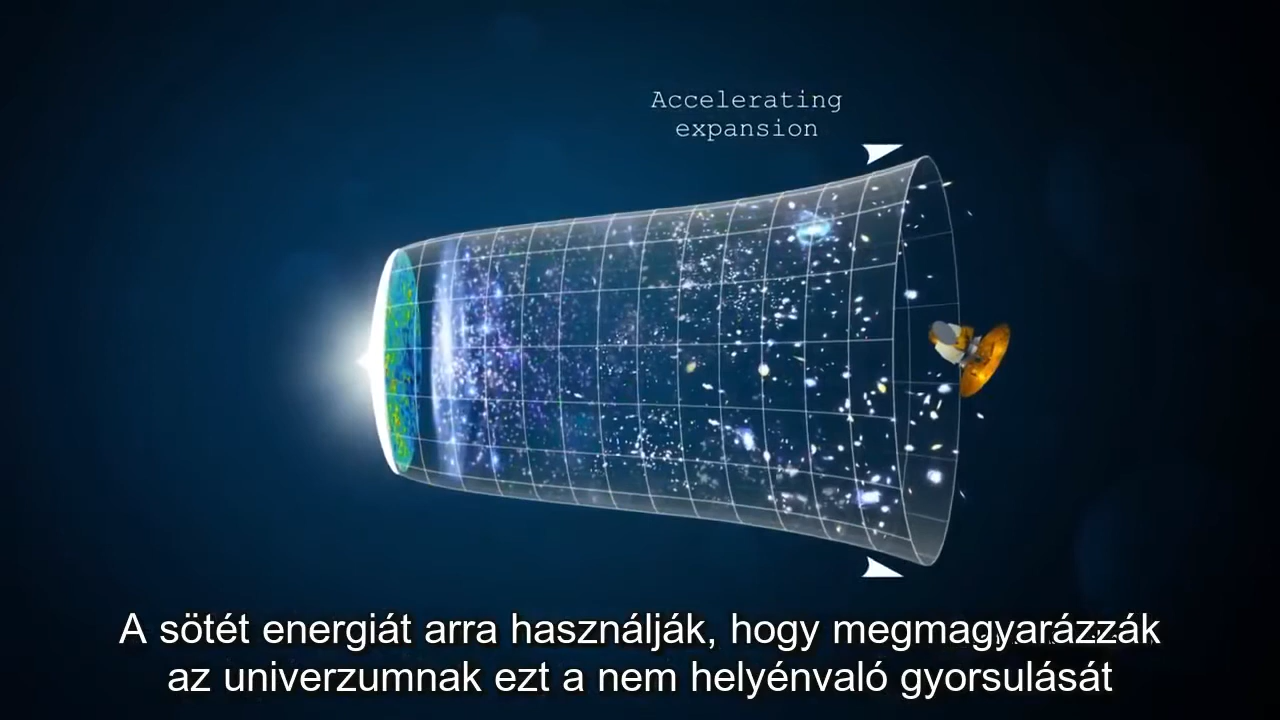 Accelerating
expansion
A sötét energiát arra használják, hogy megmagyarázzák
az univerzumnak ezt a nem helyénvaló gyorsulását